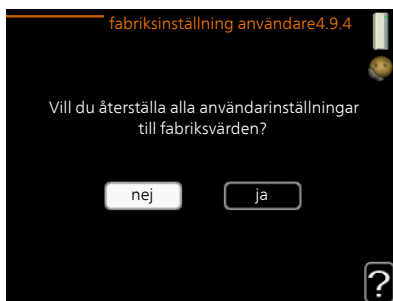 fabriksinställning användare4.9.4
Vill du återställa alla användarinställningar
till fabriksvärden?
nej ja
?